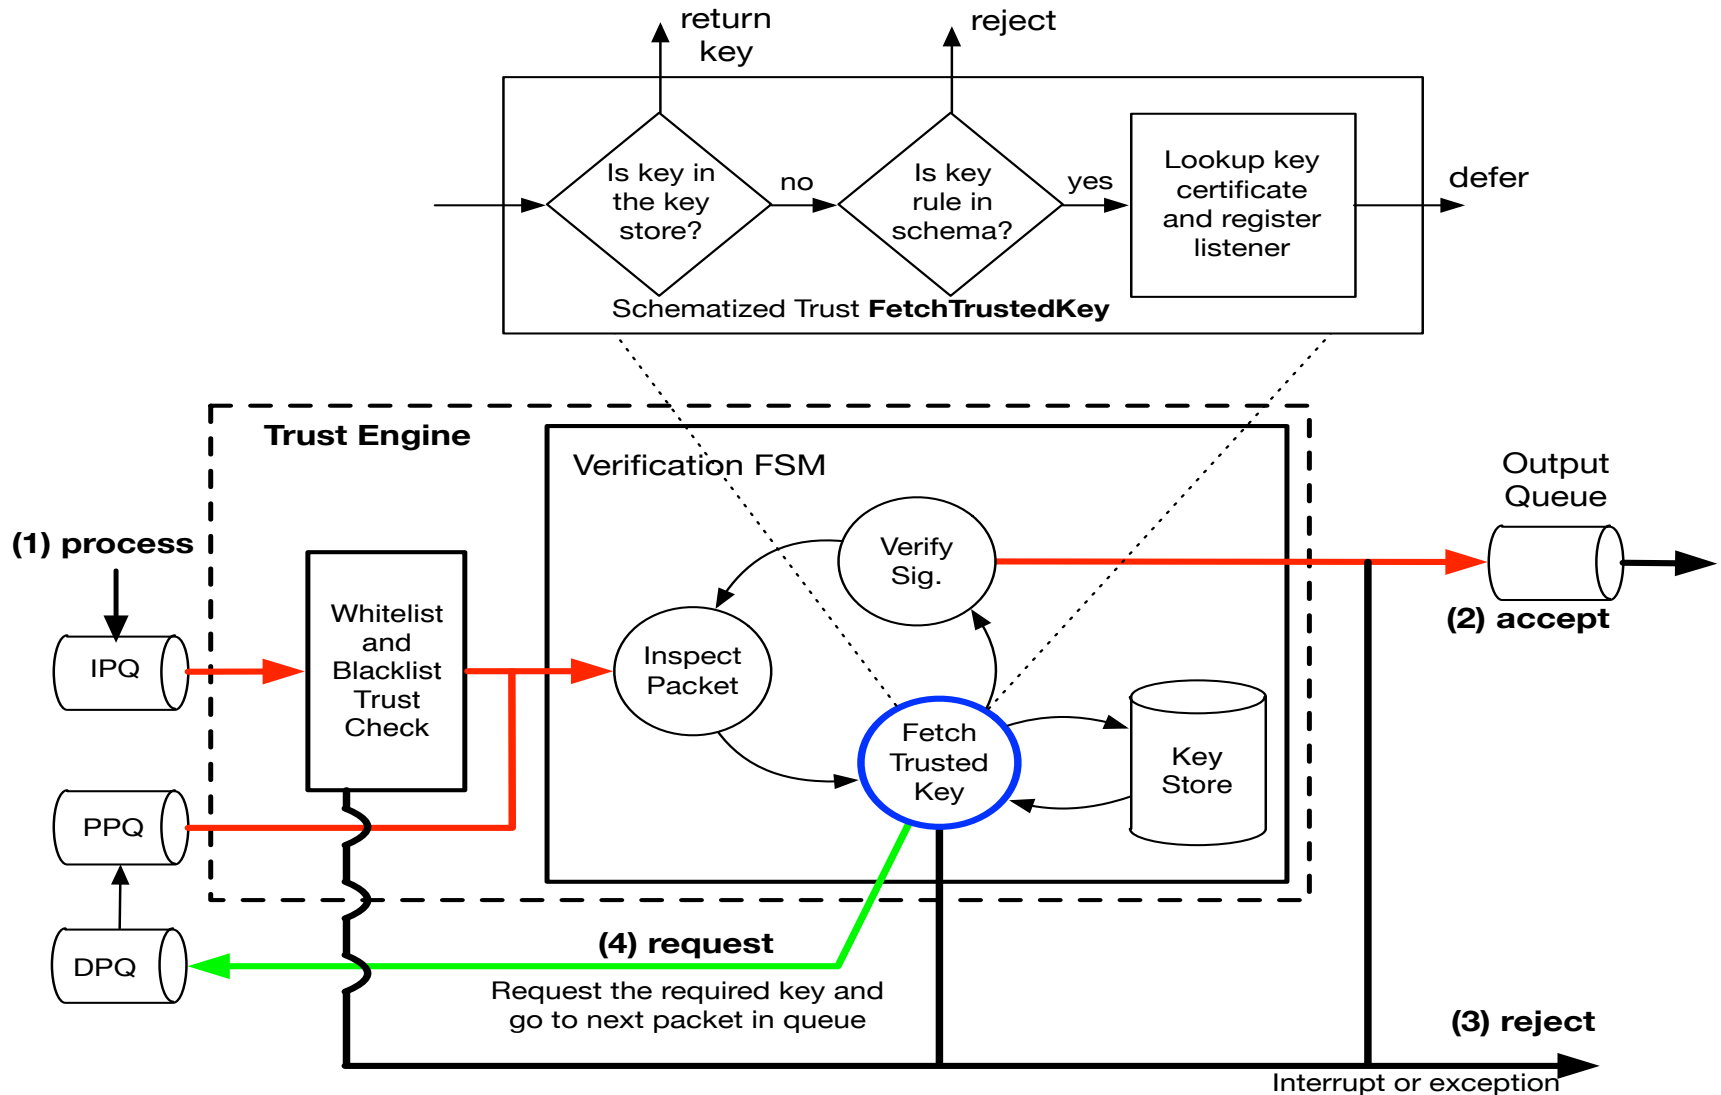 return
key
reject
Is key in
the key
store?
no
Is key
rule in
schema?
yes
Lookup key
certificate
and register
listener
defer
Schematized Trust FetchTrustedKey
Trust Engine
Verification FSM
Output
Queue
(1) process
Verify
Sig.
Whitelist
and
Blacklist
Trust
Check
(2) accept
IPQ
Inspect
Packet
Fetch
Trusted
Key
Key
Store
PPQ
(4) request
DPQ
Request the required key and
go to next packet in queue
(3) reject
Interrupt or exception